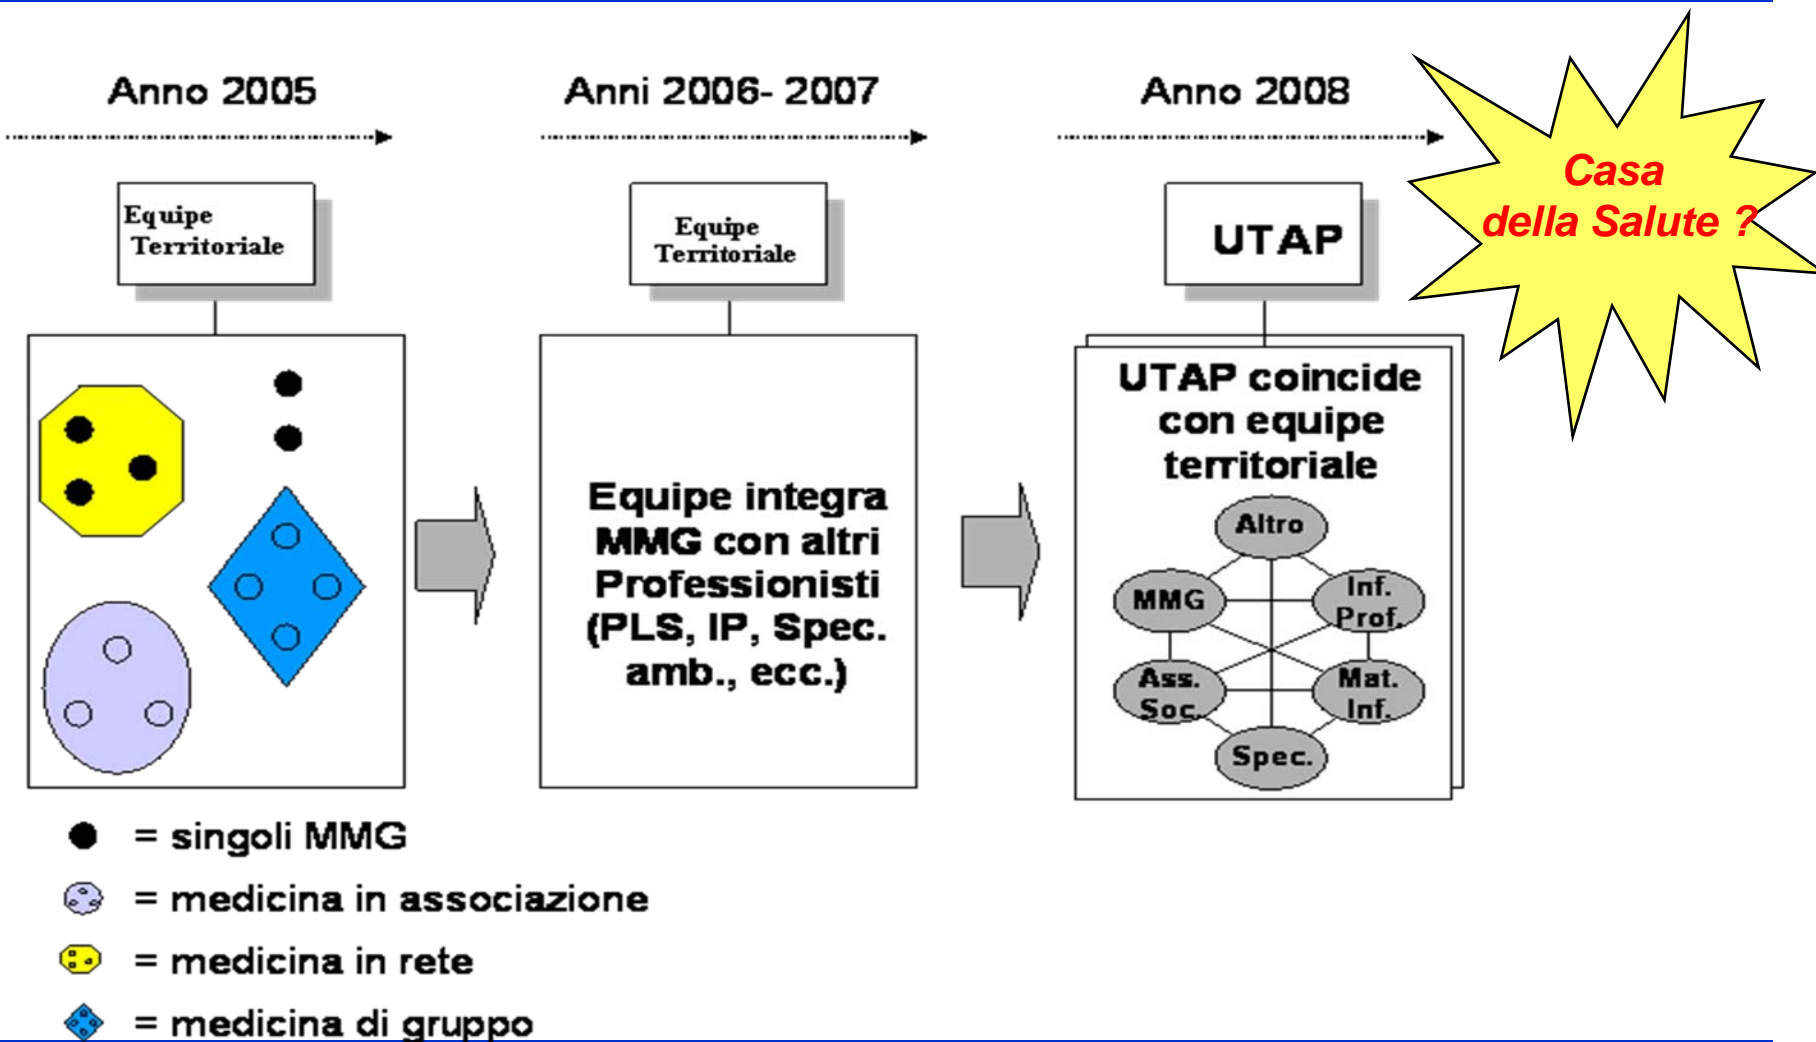 Anno 2005
Anni 2006- 2007
Anno 2008
Casa
della Salute ?
Equipe
Territoriale
Equipe
Territoriale
UTAP
Equipe integra
MMG con altri
Professionisti
(PLS, IP, Spec.
amb., ecc.)
UTAP coincide
con equipe
territoriale
Altro
MMG
Inf.
Prof.
Ass.
Soc.
Mat.
Inf.
Spec.
= singoli MMG
= medicina in associazione
= medicina in rete
= medicina di gruppo